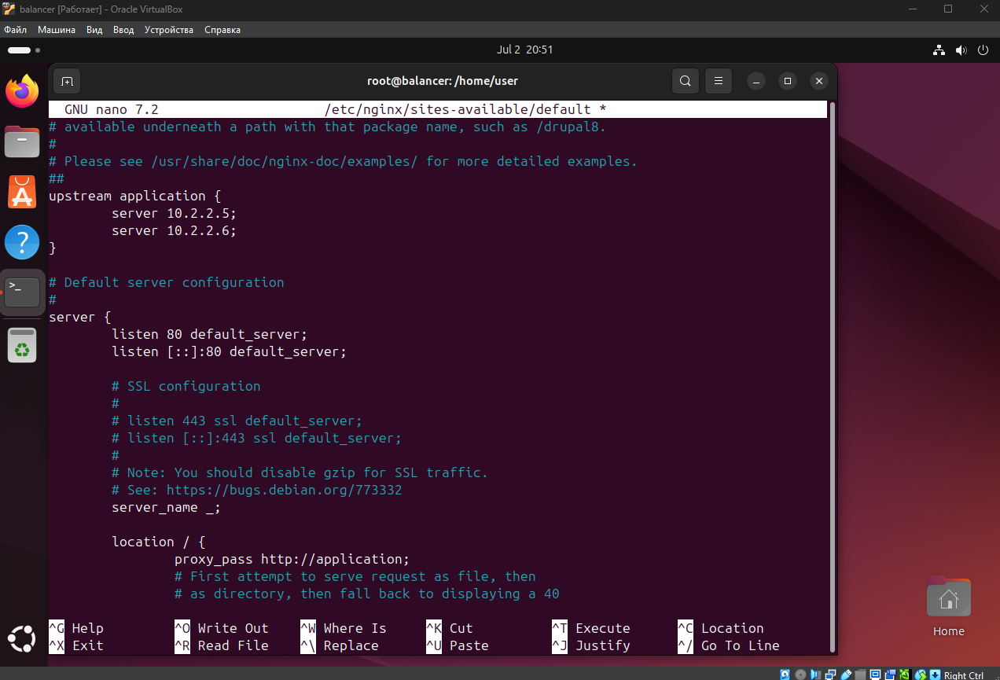 balancer [Работает] - Oracle VirtualBox
Файл Машина Вид Ввод Устройства Справка
Jul 2 20:51
root@balancer: /home/user
GNU nano 7.2 /etc/nginx/sites-available/default *
# available underneath a path with that package name, such as /drupal8.
#
# Please see /usr/share/doc/nginx-doc/examples/ for more detailed examples.
##
upstream application {
server 10.2.2.5;
server 10.2.2.6;
}
# Default server configuration
#
server {
listen 80 default_server;
listen [::]:80 default_server;
# SSL configuration
#
# listen 443 ssl default_server;
# listen [::]:443 ssl default_server;
#
# Note: You should disable gzip for SSL traffic.
# See: https://bugs.debian.org/773332
server_name _;
location / {
proxy_pass http://application;
# First attempt to serve request as file, then
# as directory, then fall back to displaying a 40
^G Help ^O Write Out ^W Where Is ^K Cut ^T Execute ^C Location
^X Exit ^R Read File ^\ Replace ^U Paste ^J Justify ^/ Go To Line
Home
Right Ctrl